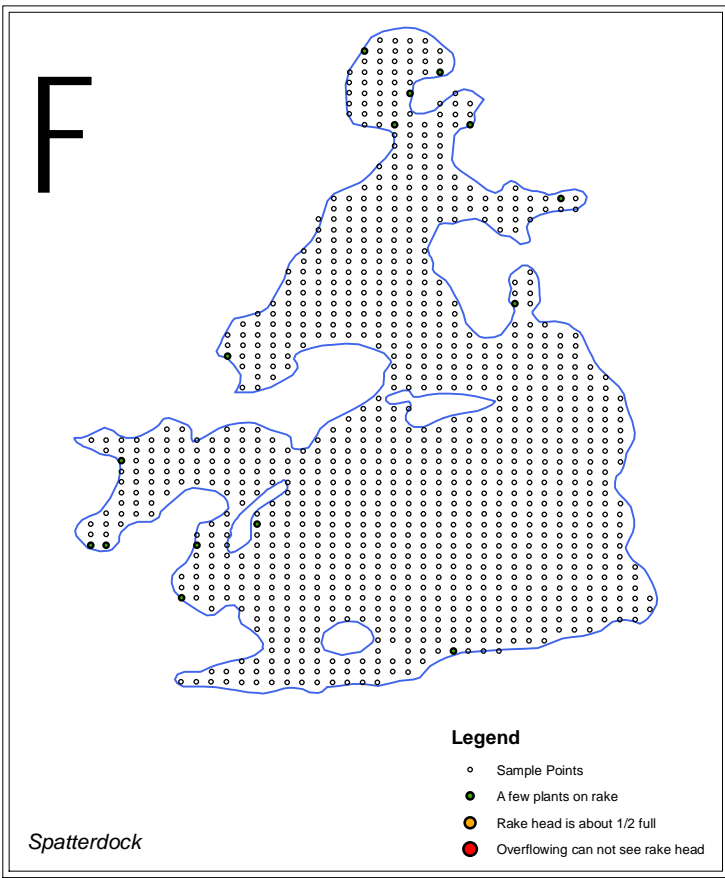 F
Legend
Sample Points
A few plants on rake
Rake head is about 1/2 full
Overflowing can not see rake head
Spatterdock